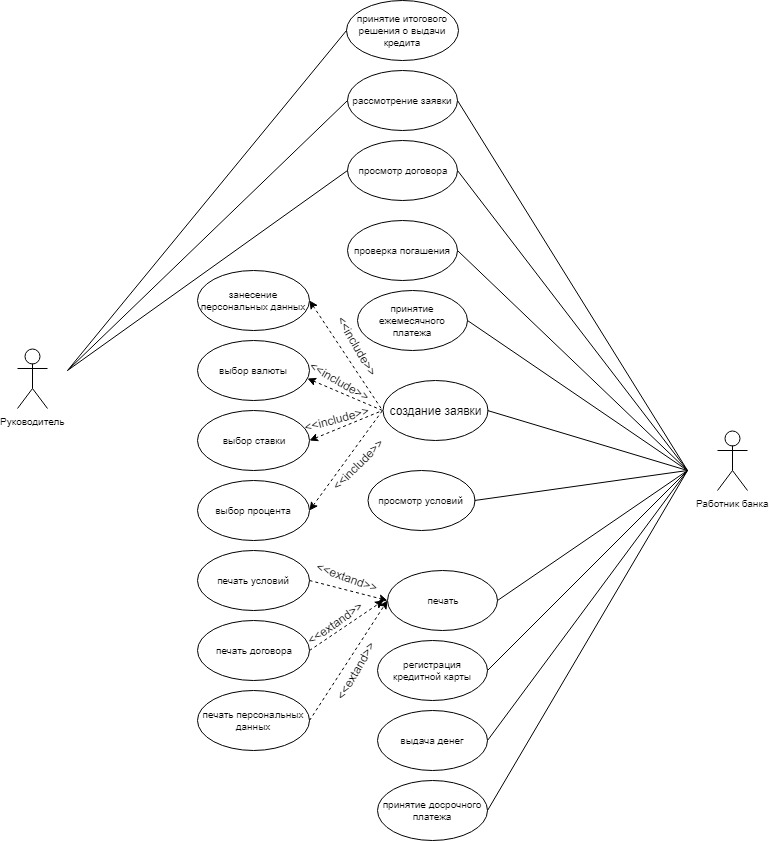 принятие итогового
решения о выдачи
кредита
рассмотрение заявки
просмотр договора
проверка погашения
занесение
персональных данных
принятие
ежемесячного
платежа
<<include>>
выбор валюты
<<include>>
Руководитель
создание заявки
<<include>>
выбор ставки
<<include>>
просмотр условий
Работник банка
выбор процента
печать условий
<<extand>>
печать
<<extand>>
печать договора
регистрация
кредитной карты
<<extand>>
печать персональных
данных
выдача денег
принятие досрочного
платежа